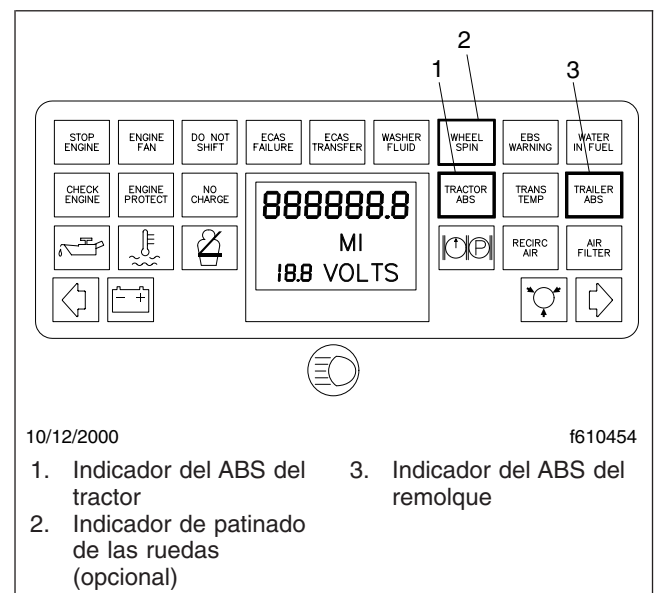 2
1
3
STOP ENGINE
ENGINE FAN
DO NOT SHIFT
ECAS FAILURE
ECAS TRANSFER
WASHER FLUID
WHEEL SPIN
EBS WARNING
WATER IN FUEL
CHECK ENGINE
ENGINE PROTECT
NO CHARGE
888888.8
MI
18.8 VOLTS
TRACTOR ABS
TRANS TEMP
TRAILER ABS
P
RECIRC AIR
AIR FILTER
- +
10/12/2000
f610454
1. Indicador del ABS del
tractor
2. Indicador de patinado
de las ruedas
(opcional)
3. Indicador del ABS del
remolque